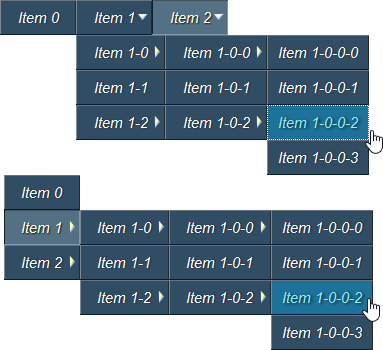 Item 0 Item 1 Item 2
Item 1-0 Item 1-0-0 Item 1-0-0-0
Item 1-1 Item 1-0-1 Item 1-0-0-1
Item 1-2 Item 1-0-2 Item 1-0-0-2
Item 1-0-0-3
Item 0
Item 1 Item 1-0 Item 1-0-0 Item 1-0-0-0
Item 2 Item 1-1 Item 1-0-1 Item 1-0-0-1
Item 1-2 Item 1-0-2 Item 1-0-0-2
Item 1-0-0-3